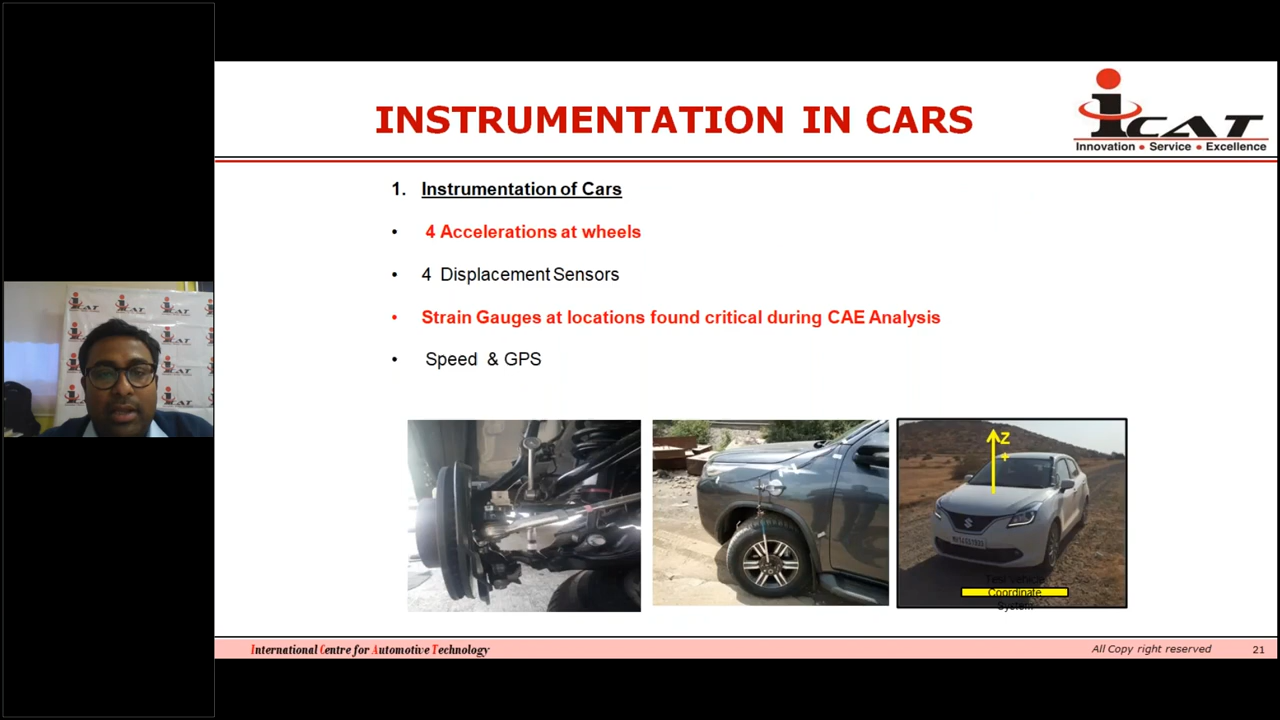 INSTRUMENTATION IN CARS
iCAT
Innovation • Service • Excellence
1. Instrumentation of Cars
• 4 Accelerations at wheels
• 4 Displacement Sensors
• Strain Gauges at locations found critical during CAE Analysis
• Speed & GPS
Z
+
Test Vehicle
Coordinate
System
International Centre for Automotive Technology
All Copy right reserved
21